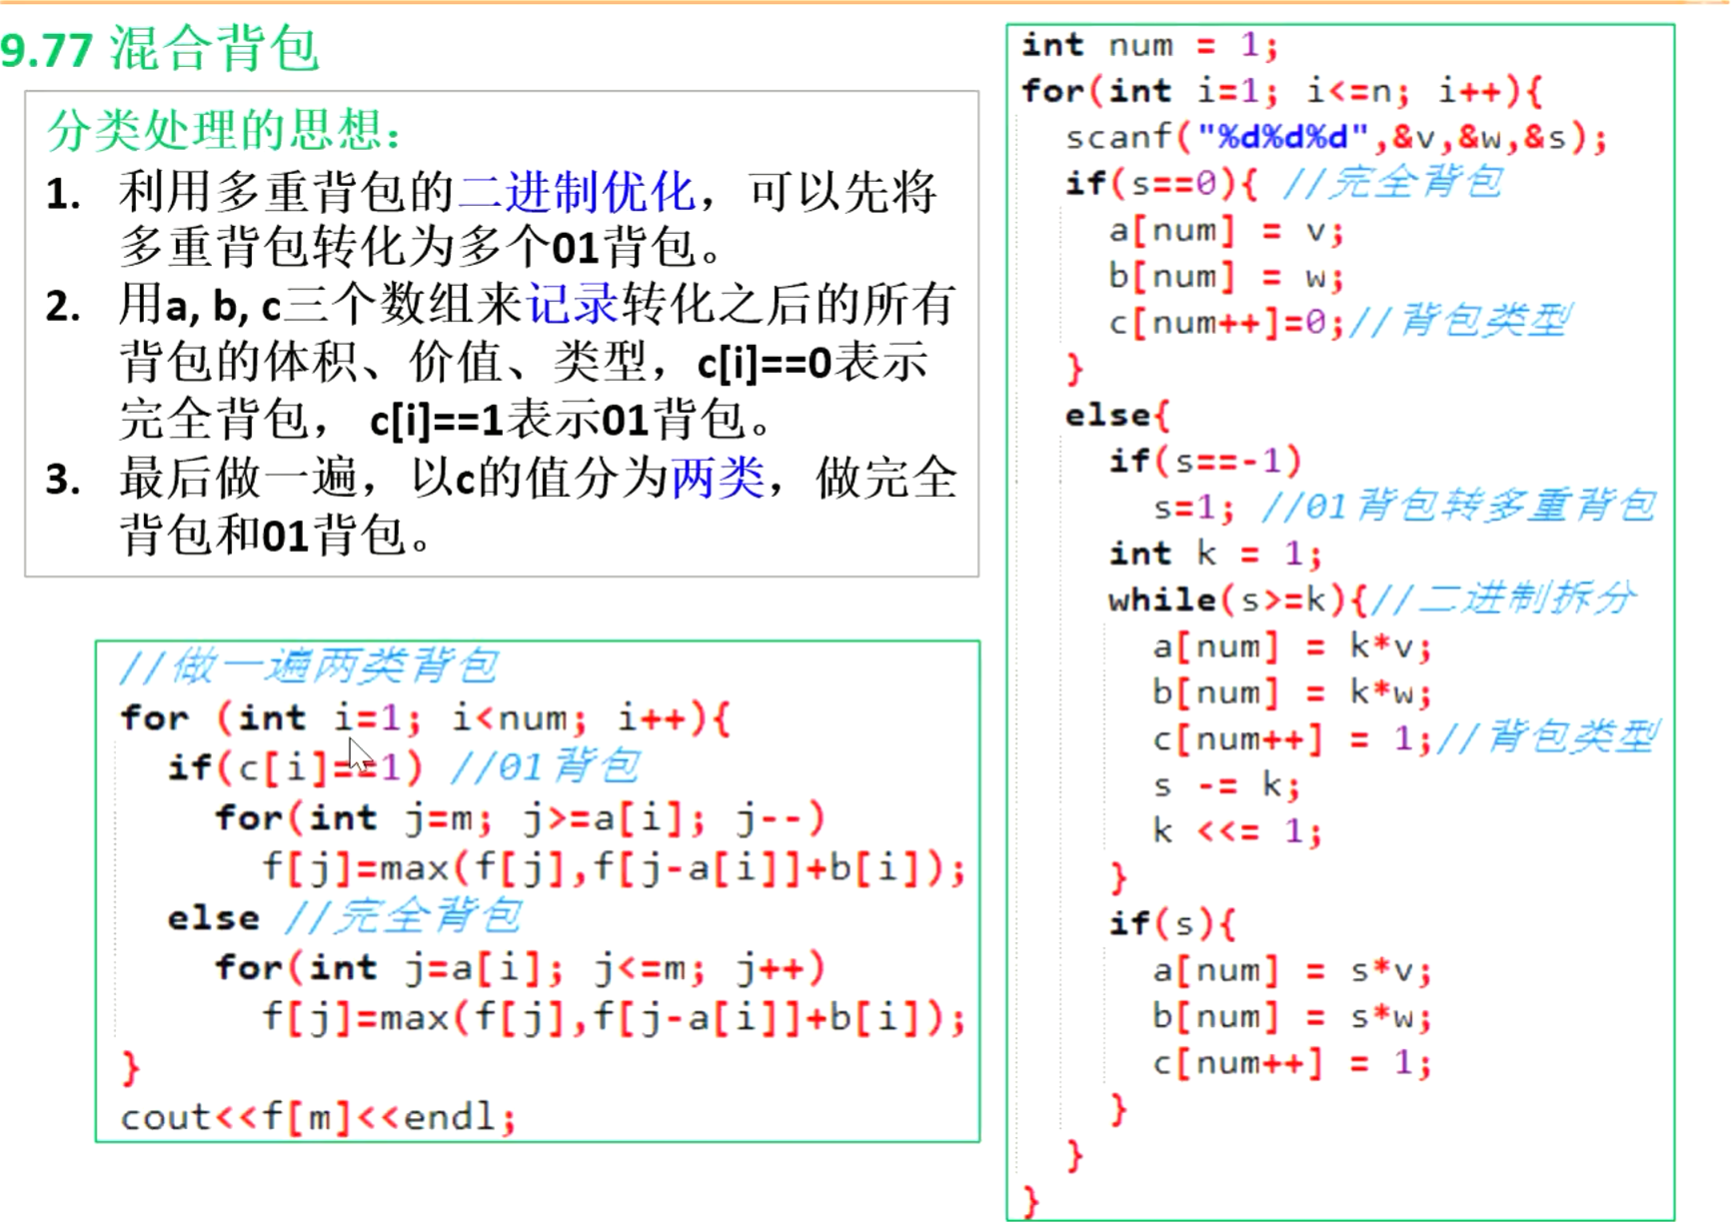 9.77 混合背包
分类处理的思想：
1. 利用多重背包的二进制优化，可以先将
多重背包转化为多个01背包。
2. 用a, b, c三个数组来记录转化之后的所有
背包的体积、价值、类型，c[i]==0表示
完全背包， c[i]==1表示01背包。
3. 最后做一遍，以c的值分为两类，做完全
背包和01背包。
//做一遍两类背包
for (int i=1; i<num; i++){
if(c[i]==1) //01背包
for(int j=m; j>=a[i]; j--)
f[j]=max(f[j],f[j-a[i]]+b[i]);
else //完全背包
for(int j=a[i]; j<=m; j++)
f[j]=max(f[j],f[j-a[i]]+b[i]);
}
cout<<f[m]<<endl;
int num = 1;
for(int i=1; i<=n; i++){
scanf("%d%d%d",&v,&w,&s);
if(s==0){ //完全背包
a[num] = v;
b[num] = w;
c[num++]=0;//背包类型
}
else{
if(s==-1)
s=1; //01背包转多重背包
int k = 1;
while(s>=k){//二进制拆分
a[num] = k*v;
b[num] = k*w;
c[num++] = 1;//背包类型
s -= k;
k <<= 1;
}
if(s){
a[num] = s*v;
b[num] = s*w;
c[num++] = 1;
}
}
}